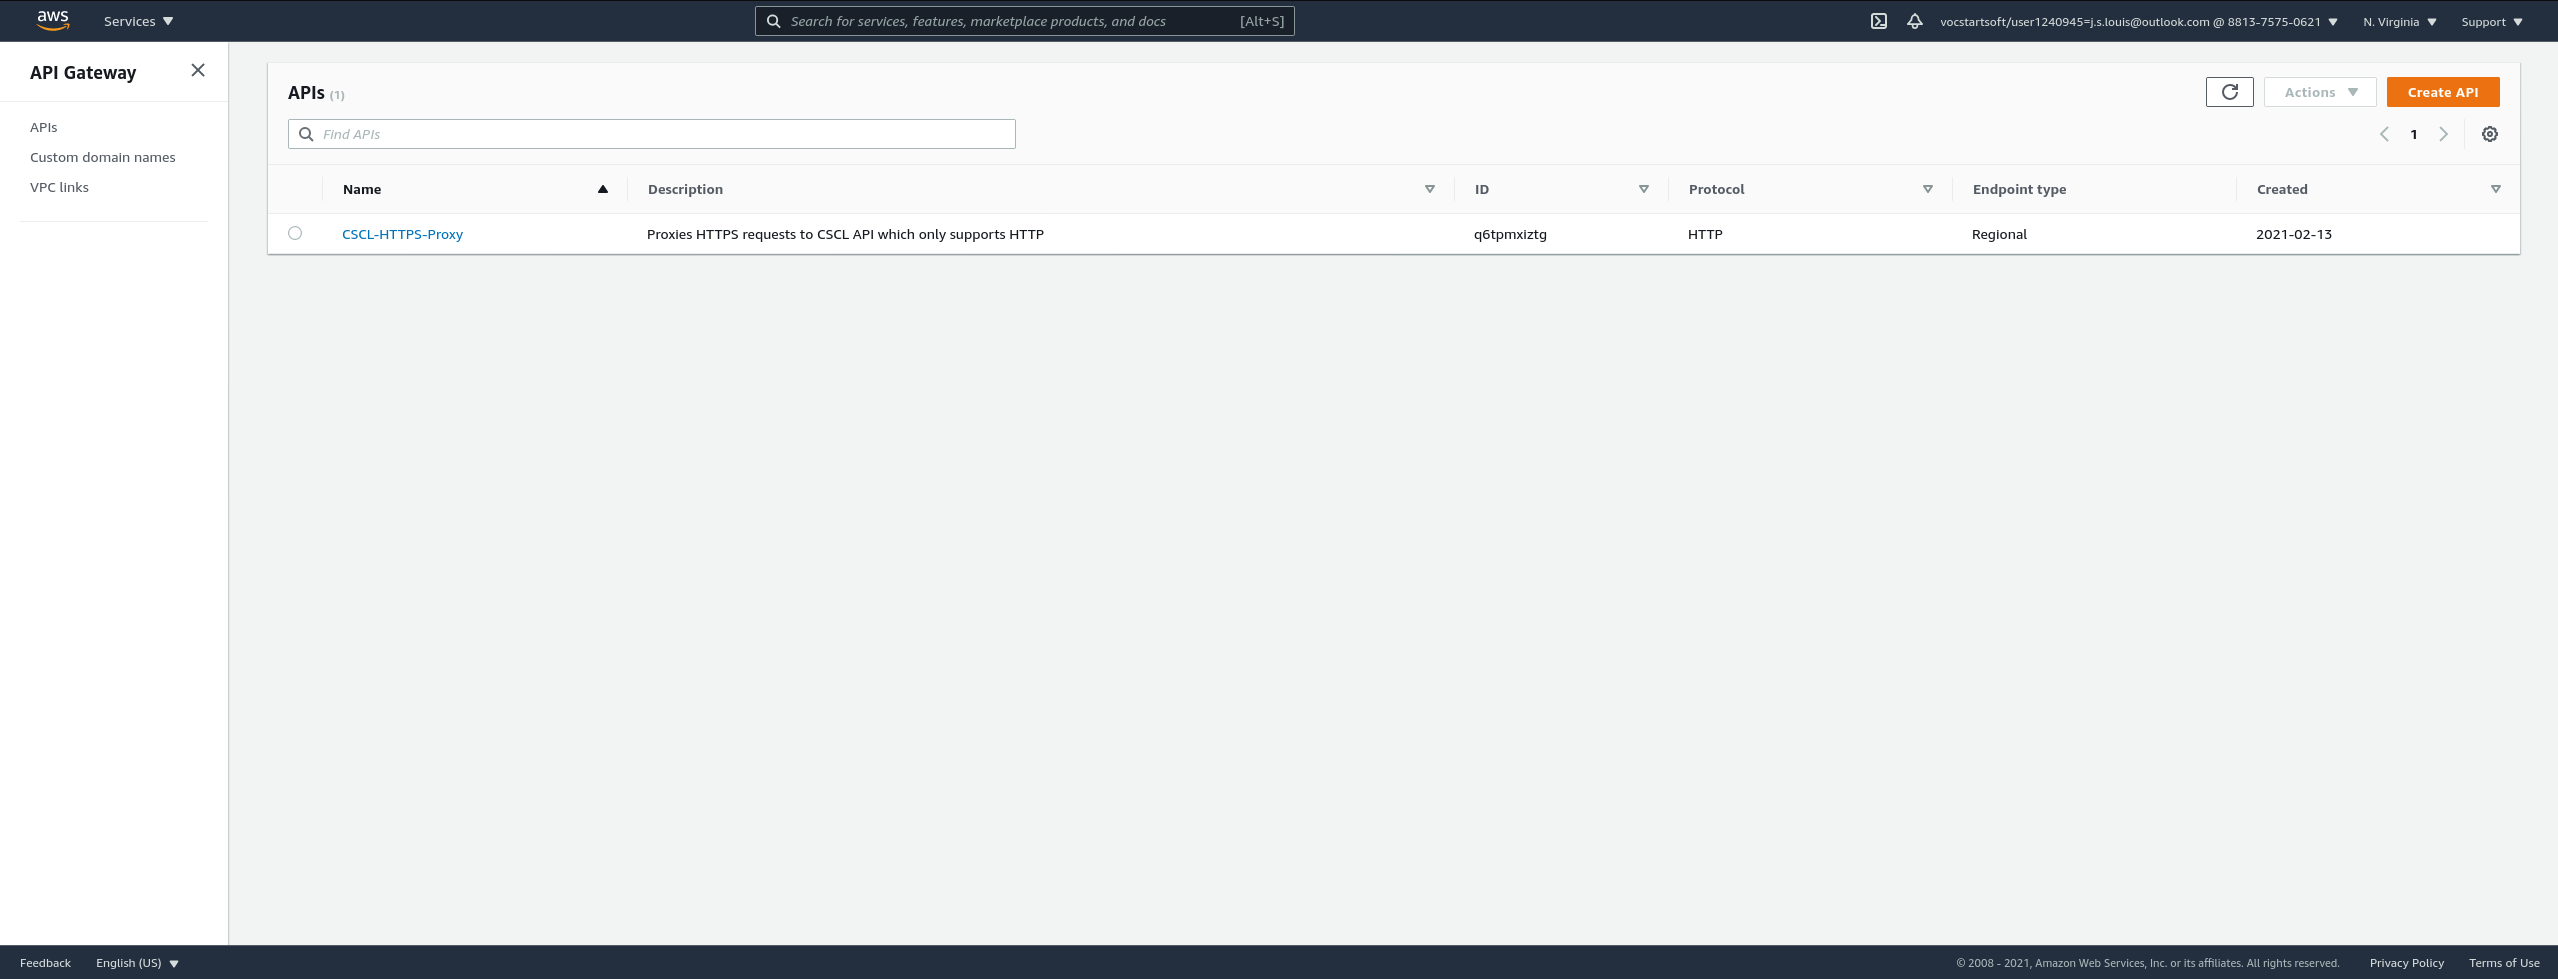 aws Services Search for services, features, marketplace products, and docs [Alt+S] vocstartsoft/user1240945=j.s.louis@outlook.com @ 8813-7575-0621 N. Virginia Support
API Gateway
APIs
Custom domain names
VPC links
APIs (1) Actions Create API
Find APIs 1
Name Description ID Protocol Endpoint type Created
CSCL-HTTPS-Proxy Proxies HTTPS requests to CSCL API which only supports HTTP q6tpmxiztg HTTP Regional 2021-02-13
Feedback English (US) © 2008 - 2021, Amazon Web Services, Inc. or its affiliates. All rights reserved. Privacy Policy Terms of Use